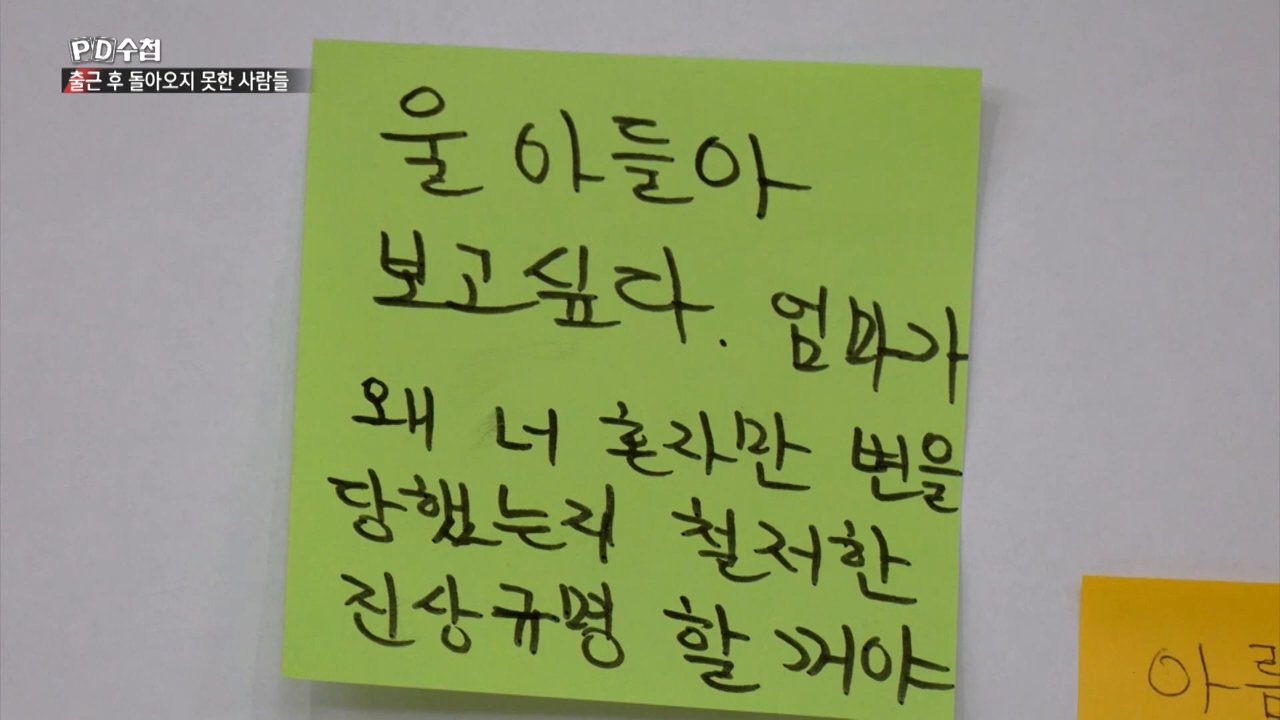 PD수첩
출근 후 돌아오지 못한 사람들
울 아들아
보고싶다. 엄마가
왜 너 혼자만 변을
당했는지 철저한
진상규명 할 꺼야
아름